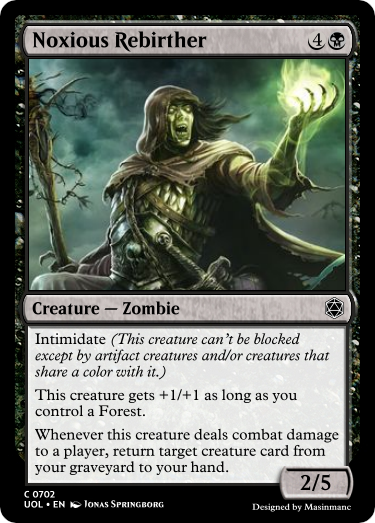 Noxious Rebirther 4
Creature — Zombie
Intimidate (This creature can't be blocked
except by artifact creatures and/or creatures that
share a color with it.)
This creature gets +1/+1 as long as you
control a Forest.
Whenever this creature deals combat damage
to a player, return target creature card from
your graveyard to your hand.
2/5
C 0702
UOL • EN Jonas Springborg
Designed by Masinmanc